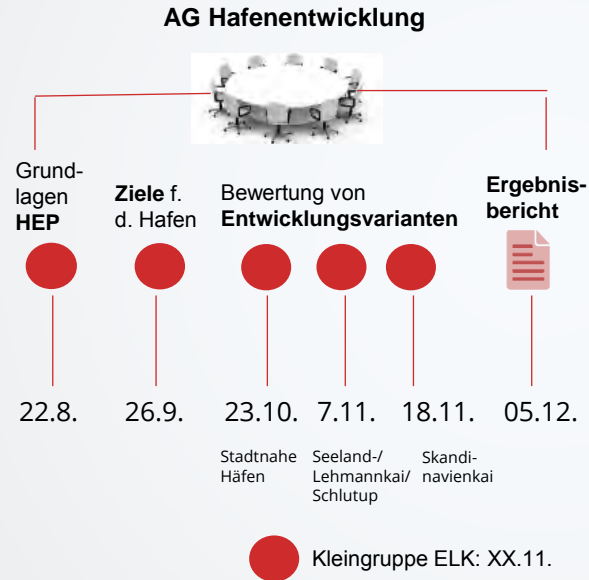 AG Hafenentwicklung
Grund-
lagen
HEP
Ziele f.
d. Hafen
Bewertung von
Entwicklungsvarianten
Ergebnis-
bericht
22.8.
26.9.
23.10.
7.11.
18.11.
05.12.
Stadtnahe
Häfen
Seeland-/
Lehmannkai/
Schlutup
Skandi-
navienkai
Kleingruppe ELK: XX.11.